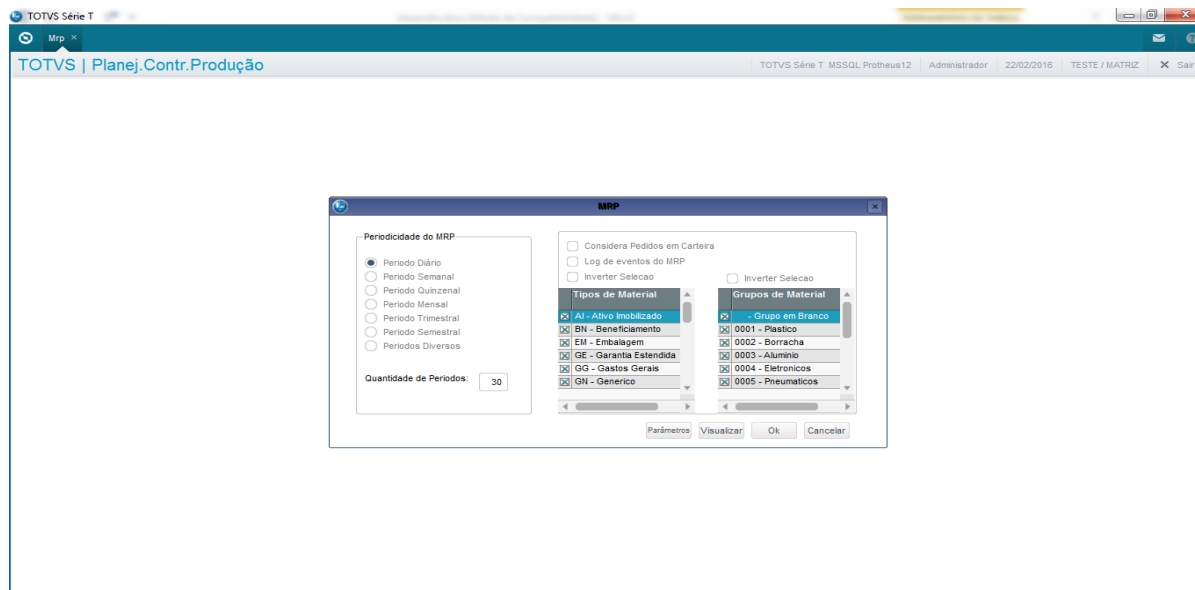 TOTVS Série T
Mrp ×
TOTVS | Planej.Contr.Produção
TOTVS Série T MSSQL Protheus12 Administrador 22/02/2016 TESTE / MATRIZ X Sair
MRP
Periodicidade do MRP
Periodo Diário
Periodo Semanal
Periodo Quinzenal
Periodo Mensal
Periodo Trimestral
Periodo Semestral
Periodos Diversos
Quantidade de Periodos: 30
Considera Pedidos em Carteira
Log de eventos do MRP
Inverter Selecao
Tipos de Material
AI - Ativo Imobilizado
BN - Beneficiamento
EM - Embalagem
GE - Garantia Estendida
GG - Gastos Gerais
GN - Generico
Inverter Selecao
Grupos de Material
- Grupo em Branco
0001 - Plastico
0002 - Borracha
0003 - Aluminio
0004 - Eletronicos
0005 - Pneumaticos
Parâmetros Visualizar Ok Cancelar